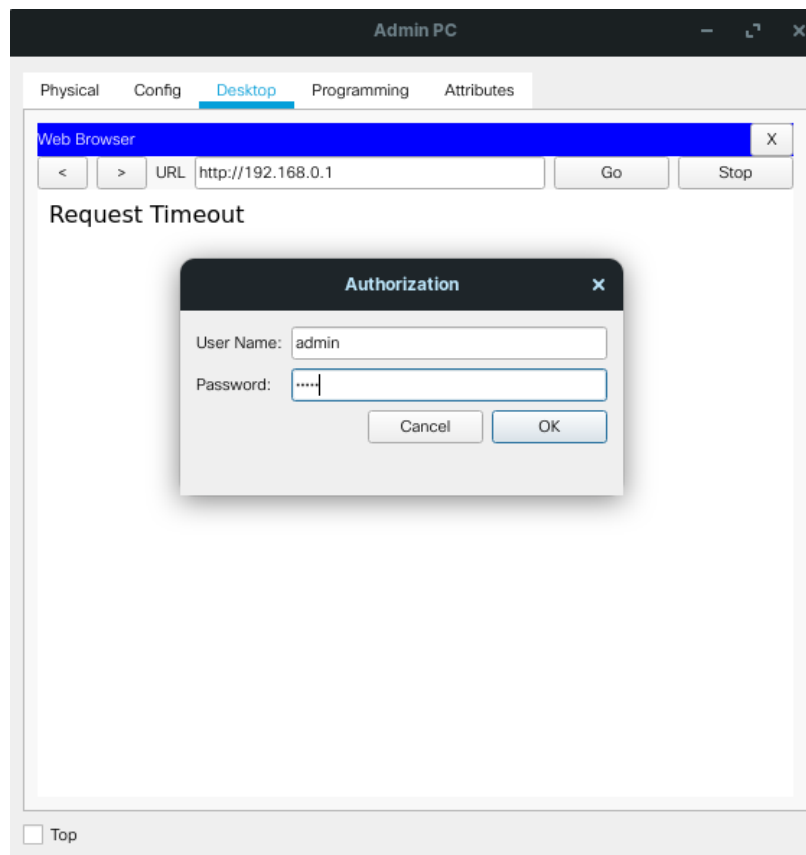 Admin PC
Physical Config Desktop Programming Attributes
Web Browser X
< > URL http://192.168.0.1 Go Stop
Request Timeout
Authorization
User Name: admin
Password: •••••
Cancel OK
Top